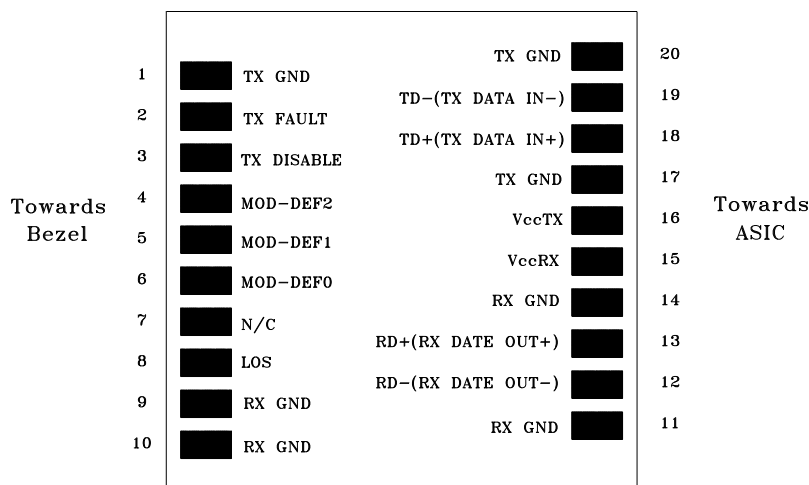 Towards
Bezel
1 TX GND
2 TX FAULT
3 TX DISABLE
4 MOD-DEF2
5 MOD-DEF1
6 MOD-DEF0
7 N/C
8 LOS
9 RX GND
10 RX GND
TX GND 20
TD-(TX DATA IN-) 19
TD+(TX DATA IN+) 18
TX GND 17
VccTX 16
VccRX 15
RX GND 14
RD+(RX DATE OUT+) 13
RD-(RX DATE OUT-) 12
RX GND 11
Towards
ASIC